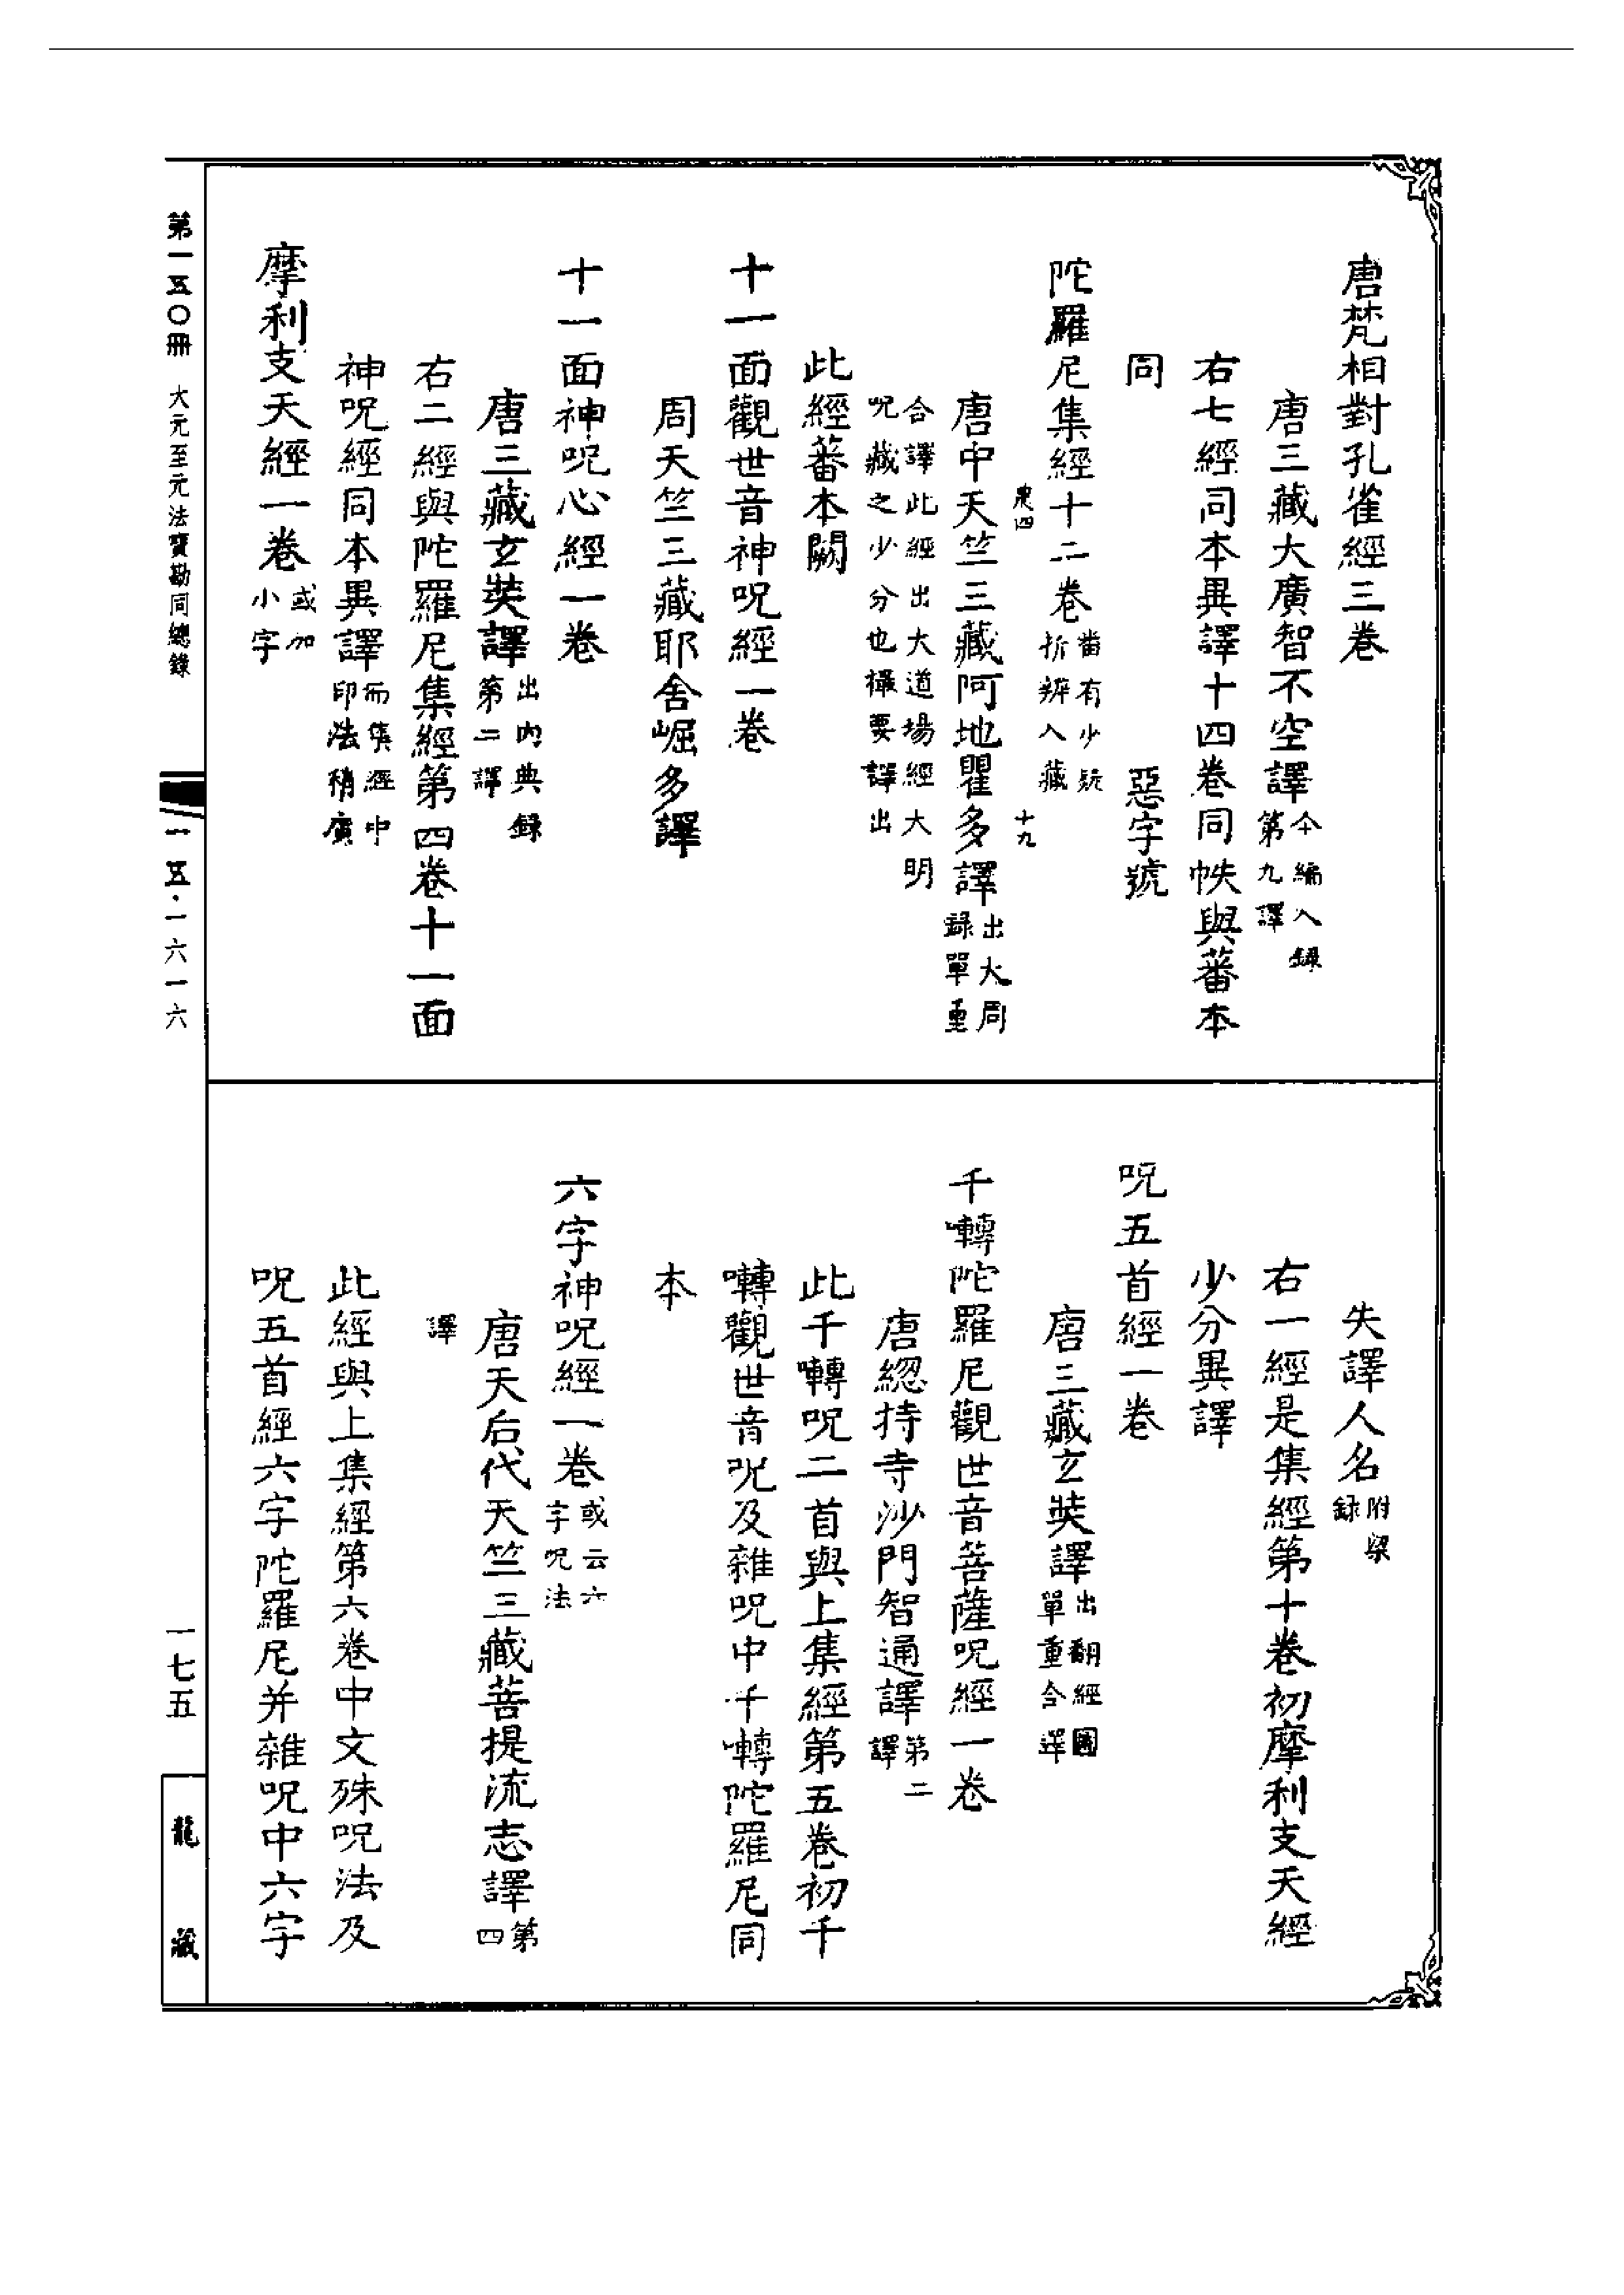 唐梵相對孔雀經三卷
唐三藏大廣智不空譯今編入錄第九譯
右七經同本異譯十四卷同帙與蕃本
同　惡字號
陀羅尼集經十二卷蕃有少疑折辨入藏
十九
唐中天竺三藏阿地瞿多譯出大周錄單重
合譯此經出大道場經大明
呪藏之少分也撮要譯出
此經蕃本闕
十一面觀世音神呪經一卷
周天竺三藏耶舍崛多譯
十一面神呪心經一卷
唐三藏玄奘譯出內典錄第二譯
右二經與陀羅尼集經第四卷十一面
神呪經同本異譯而集經中印法稍廣
摩利支天經一卷或加小字
失譯人名附梁錄
右一經是集經第十卷初摩利支天經
少分異譯
呪五首經一卷
唐三藏玄奘譯出翻經圖單重合譯
千囀陀羅尼觀世音菩薩呪經一卷
唐總持寺沙門智通譯第二譯
此千囀呪二首與上集經第五卷初千
囀觀世音呪及雜呪中千囀陀羅尼同
本
六字神呪經一卷或云六字呪法
唐天后代天竺三藏菩提流志譯第四
譯
此經與上集經第六卷中文殊呪法及
呪五首經六字陀羅尼并雜呪中六字
第一五〇冊　大元至元法寶勘同總錄
一五·一六一六
一七五
龍藏